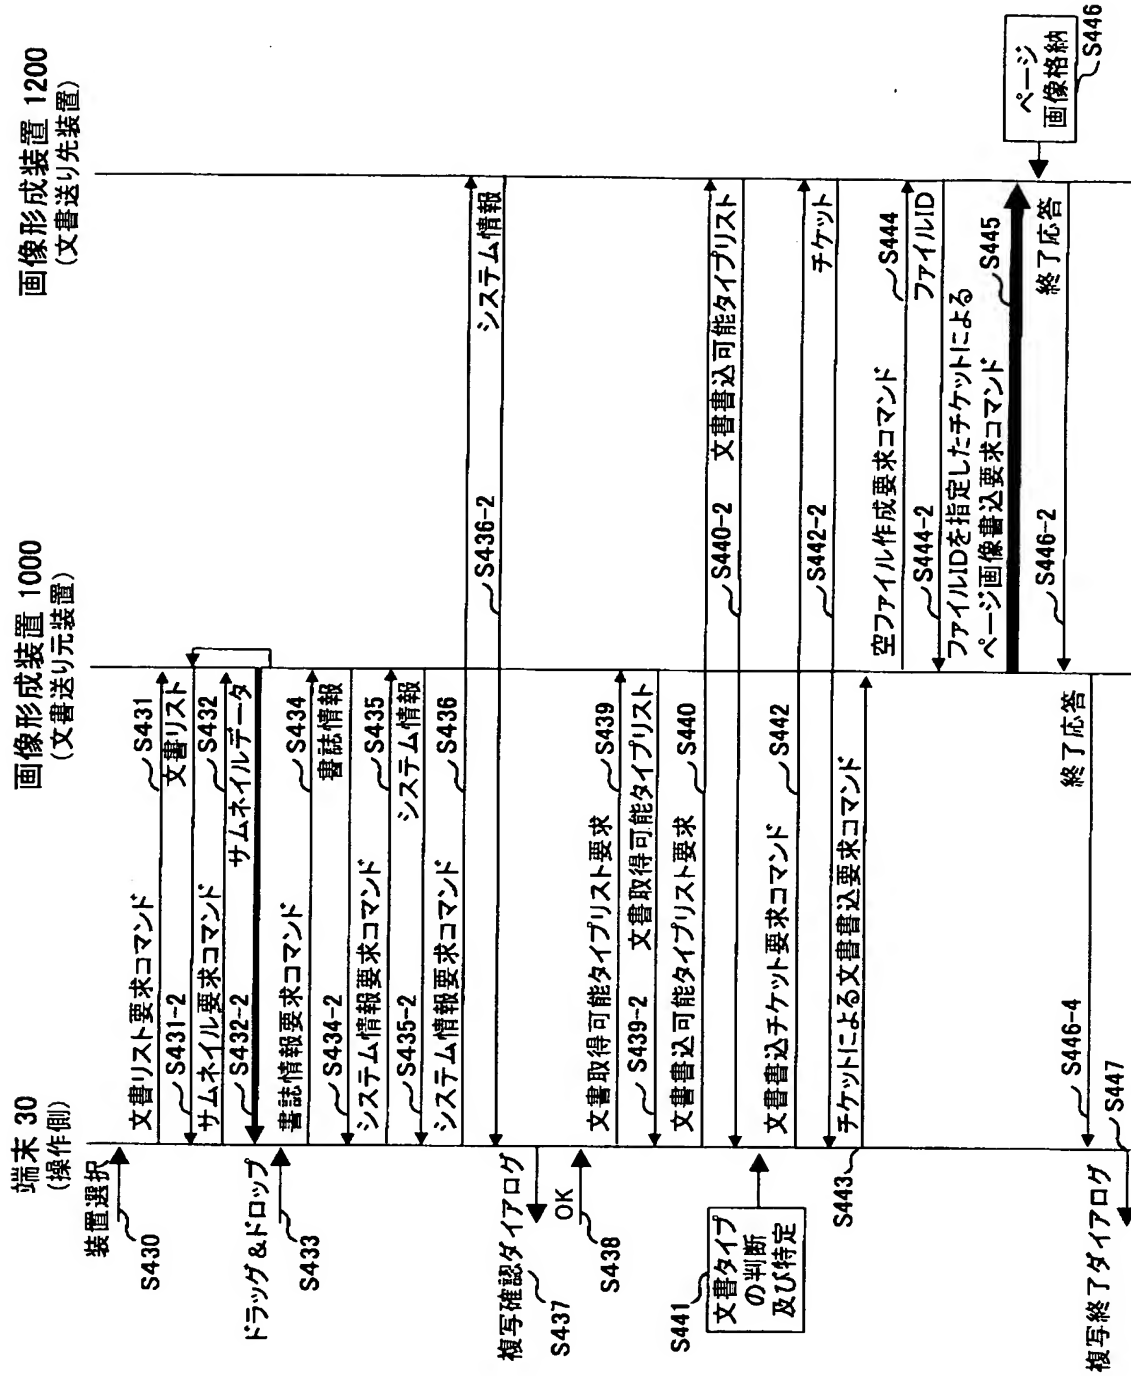 端末 30
(操作側)
画像形成装置 1000
(文書送り元装置)
画像形成装置 1200
(文書送り先装置)
装置選択
S430
文書リスト要求コマンド
S431
S431-2
文書リスト
サムネイル要求コマンド
S432
S432-2
サムネイルデータ
ドラッグ&ドロップ
S433
書誌情報要求コマンド
S434
S434-2
書誌情報
システム情報要求コマンド
S435
S435-2
システム情報
システム情報要求コマンド
S436
S436-2
システム情報
複写確認ダイアログ
S437
OK
S438
文書取得可能タイプリスト要求
S439
S439-2
文書取得可能タイプリスト
文書書込可能タイプリスト要求
S440
S440-2
文書書込可能タイプリスト
S441
文書タイプ
の判断
及び特定
文書書込チケット要求コマンド
S442
S442-2
チケット
チケットによる文書書込要求コマンド
S443
空ファイル作成要求コマンド
S444
S444-2
ファイルID
ファイルIDを指定したチケットによる
ページ画像書込要求コマンド
S445
ページ
画像格納
S446
S446-2
終了応答
S446-4
終了応答
複写終了ダイアログ
S447